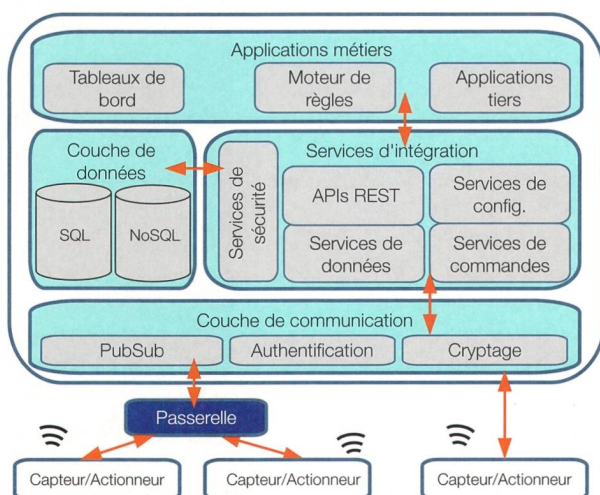 Applications métiers
Tableaux de
bord
Moteur de
règles
Applications
tiers
Couche de
données
SQL
NoSQL
Services d'intégration
Services de
sécurité
APIs REST
Services de
config.
Services de
données
Services de
commandes
Couche de communication
PubSub
Authentification
Cryptage
Passerelle
Capteur/Actionneur
Capteur/Actionneur
Capteur/Actionneur